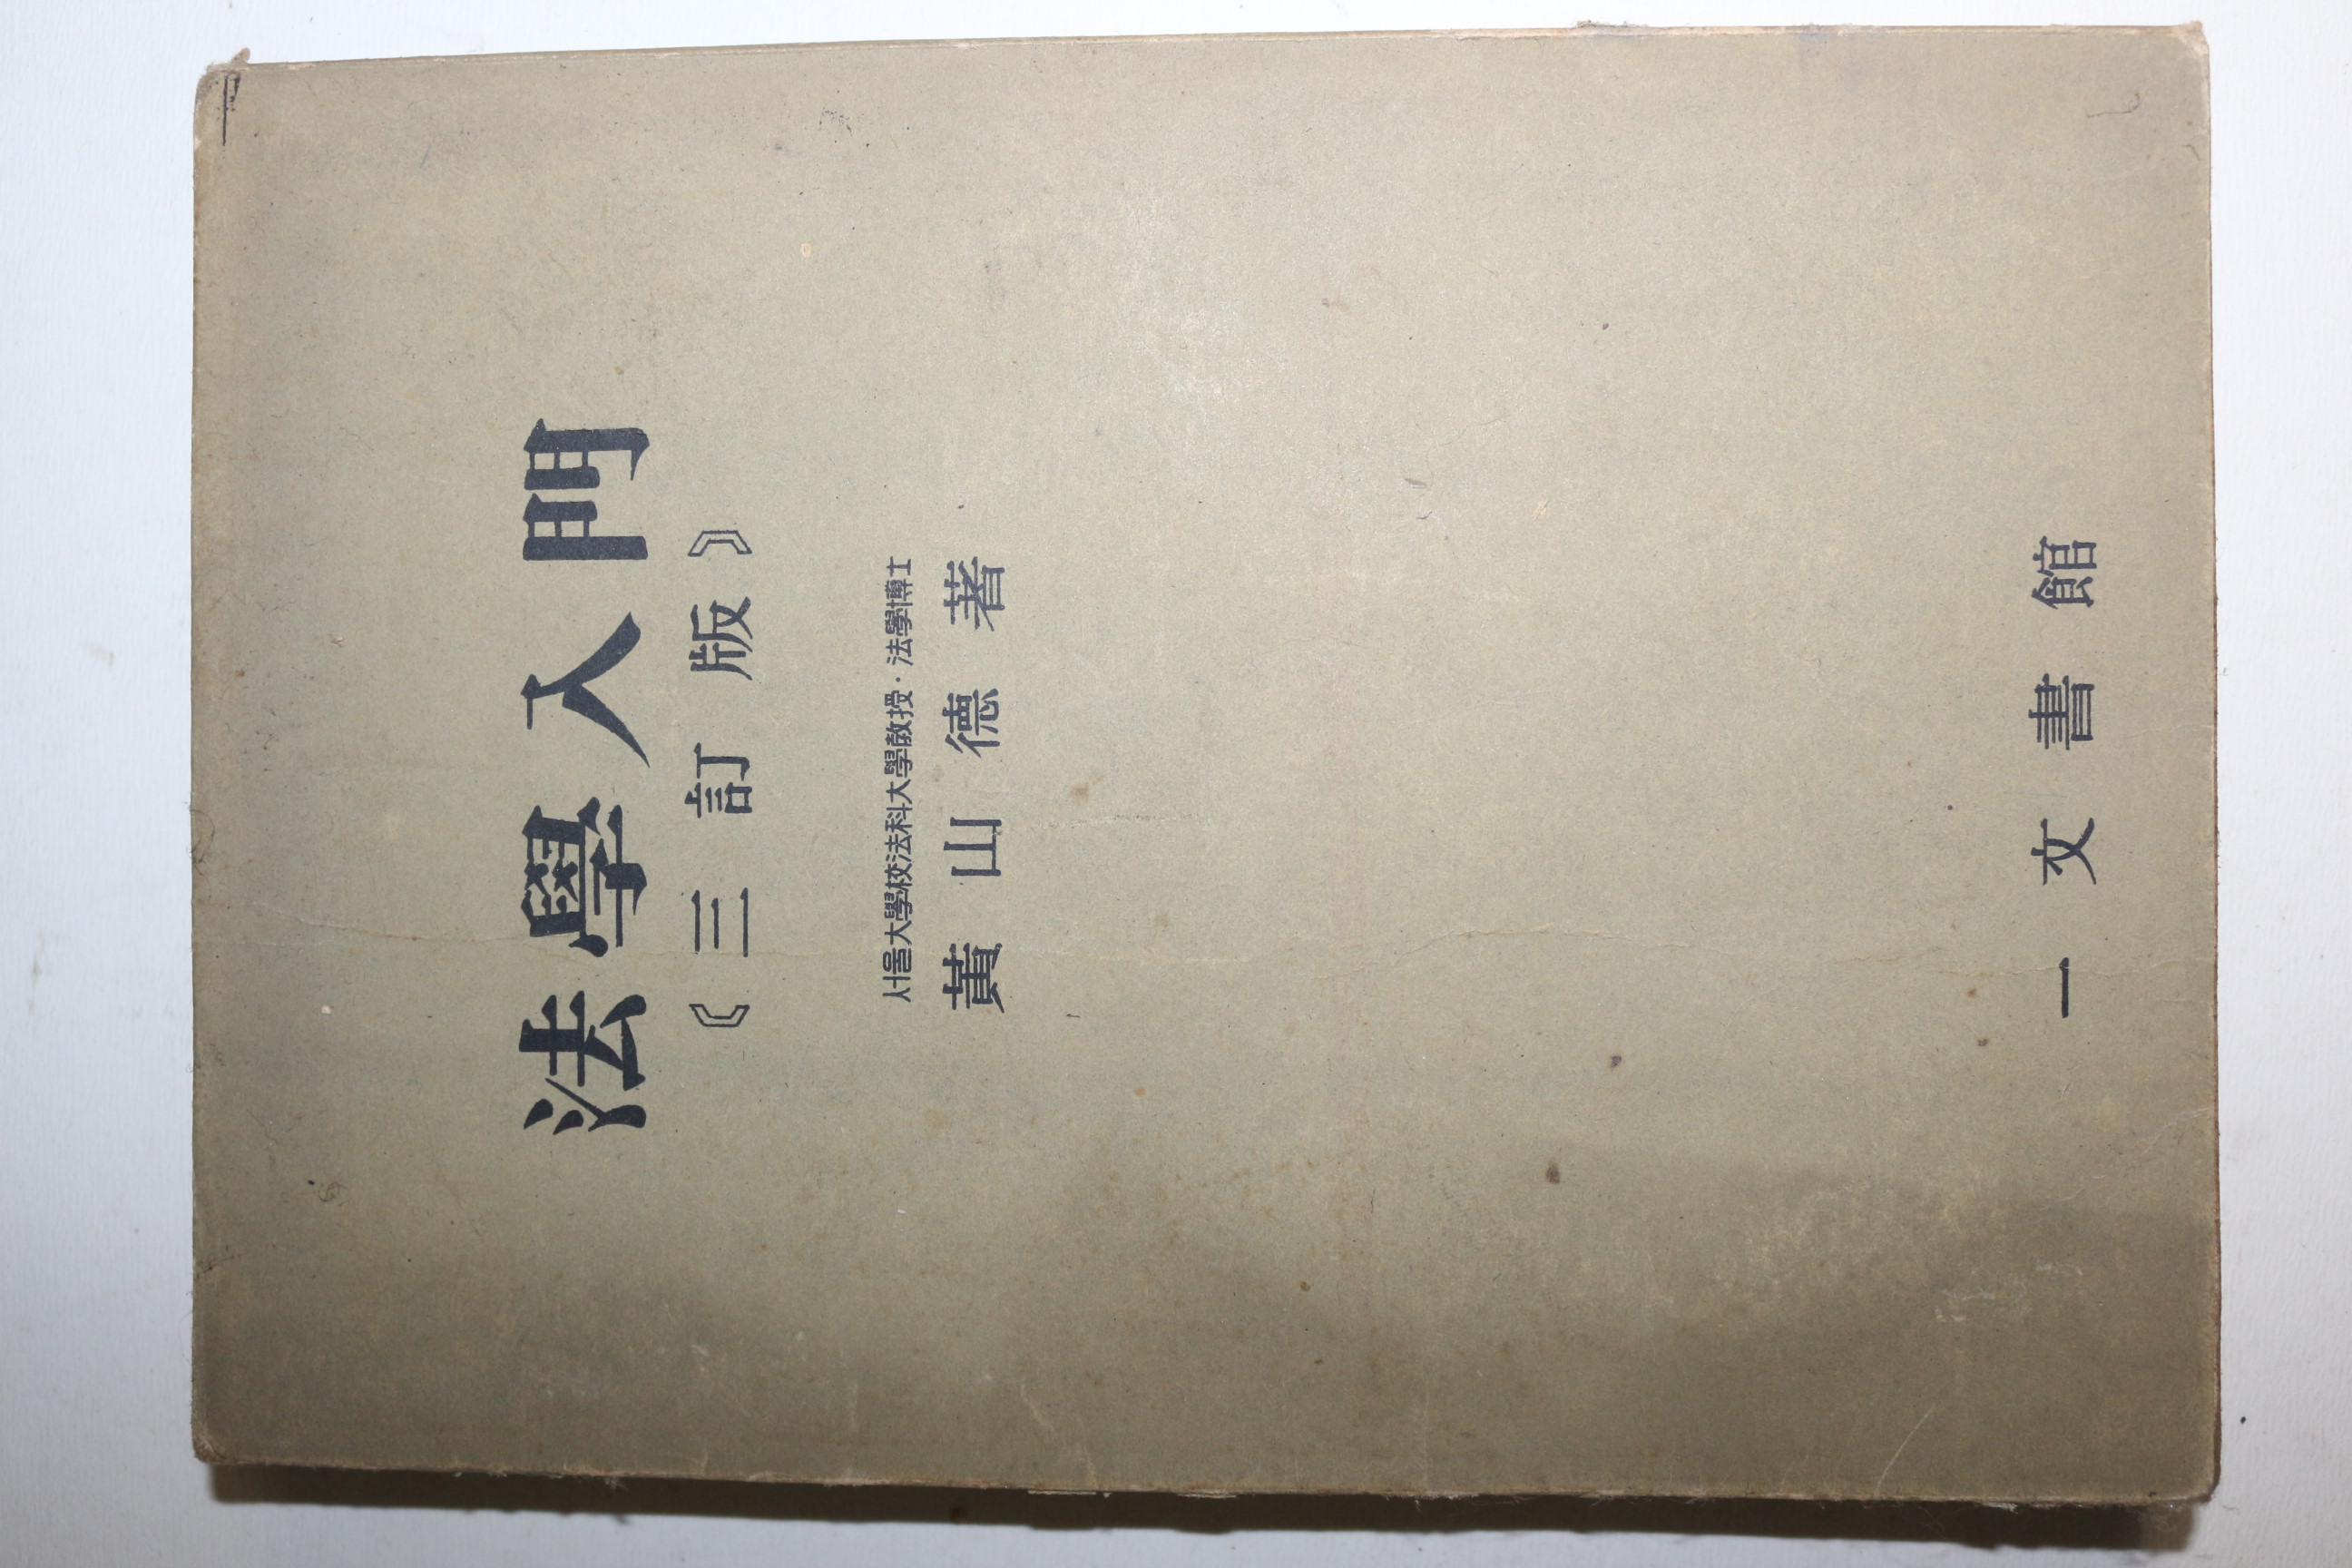 法學入門
《三訂版》
서울大學校法科大學敎授·法學博士
黃山德 著
一文書館